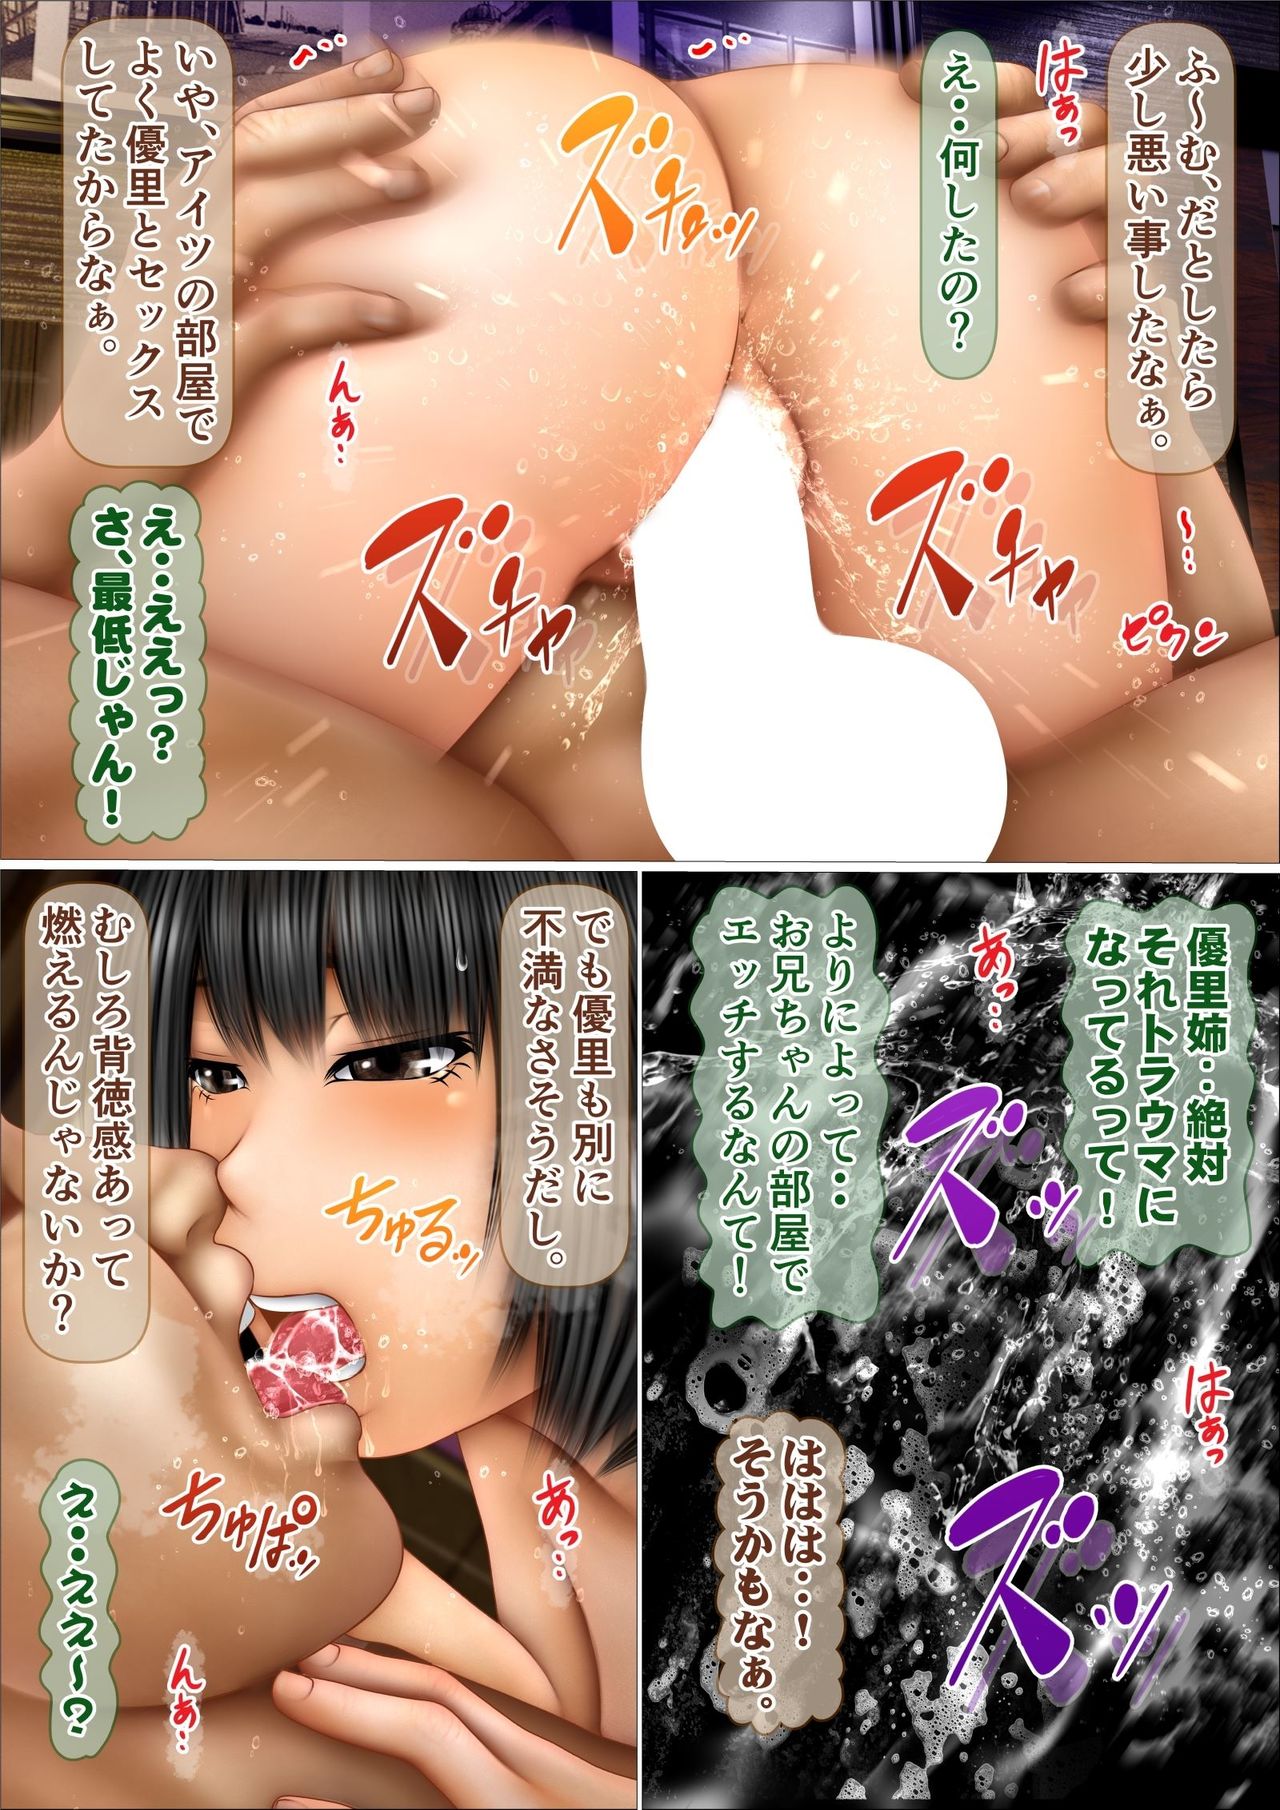 ふ～む、だとしたら
少し悪い事したなぁ。
はぁっ
え・・何したの？
ズチュッ
いや、アイツの部屋で
よく優里とセックス
してたからなぁ。
んぁ・・
ズチャ
ズチャ
ピクン
え・・ええっ？
さ、最低じゃん！
優里姉・・絶対
それトラウマに
なってるって！
あっ・・
よりによって・・
お兄ちゃんの部屋で
エッチするなんて！
ズッ
はぁっ
ははは・・！
そうかもなぁ。
ズッ
でも優里も別に
不満なさそうだし。
むしろ背徳感あって
燃えるんじゃないか？
ちゅるッ
ちゅぱッ
あっ・・
え・・ええ～？
んぁ・・